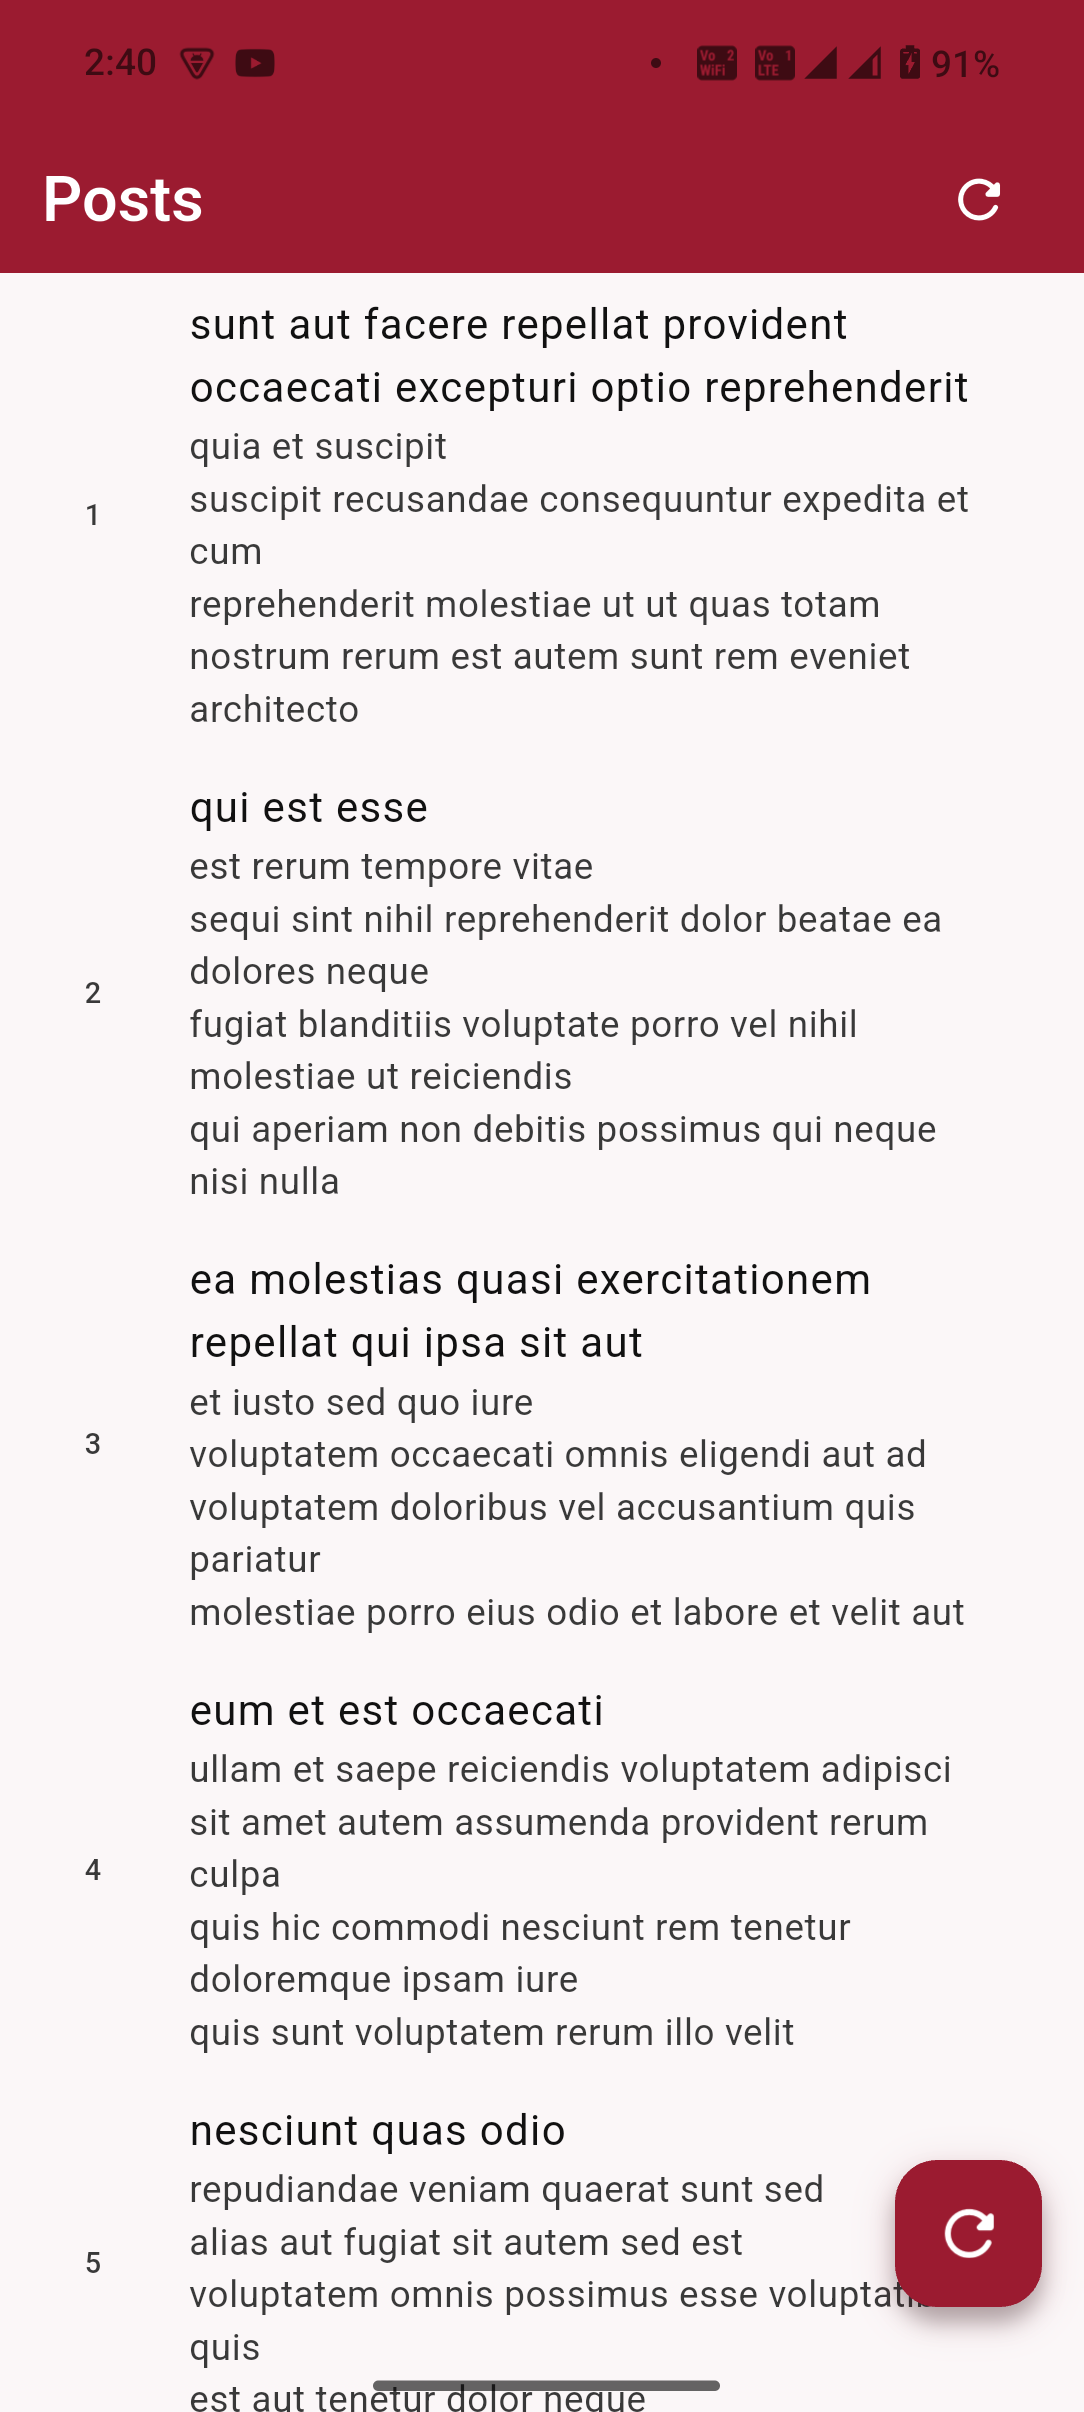 2:40
Vo 2
WiFi
Vo 1
LTE
91%
Posts
sunt aut facere repellat provident
occaecati excepturi optio reprehenderit
1
quia et suscipit
suscipit recusandae consequuntur expedita et
cum
reprehenderit molestiae ut ut quas totam
nostrum rerum est autem sunt rem eveniet
architecto
qui est esse
2
est rerum tempore vitae
sequi sint nihil reprehenderit dolor beatae ea
dolores neque
fugiat blanditiis voluptate porro vel nihil
molestiae ut reiciendis
qui aperiam non debitis possimus qui neque
nisi nulla
ea molestias quasi exercitationem
repellat qui ipsa sit aut
3
et iusto sed quo iure
voluptatem occaecati omnis eligendi aut ad
voluptatem doloribus vel accusantium quis
pariatur
molestiae porro eius odio et labore et velit aut
eum et est occaecati
4
ullam et saepe reiciendis voluptatem adipisci
sit amet autem assumenda provident rerum
culpa
quis hic commodi nesciunt rem tenetur
doloremque ipsam iure
quis sunt voluptatem rerum illo velit
nesciunt quas odio
5
repudiandae veniam quaerat sunt sed
alias aut fugiat sit autem sed est
voluptatem omnis possimus esse
quis
est aut tenetur dolor neque